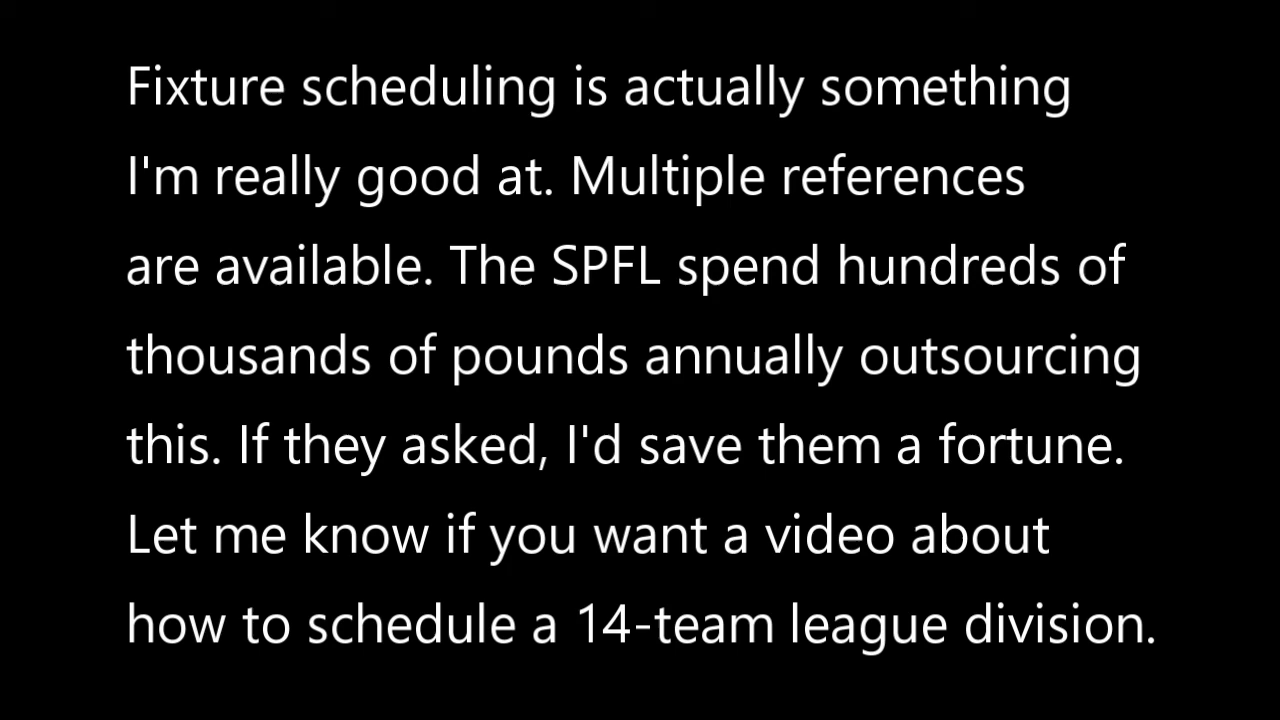 Fixture scheduling is actually something
I'm really good at. Multiple references
are available. The SPFL spend hundreds of
thousands of pounds annually outsourcing
this. If they asked, I'd save them a fortune.
Let me know if you want a video about
how to schedule a 14-team league division.